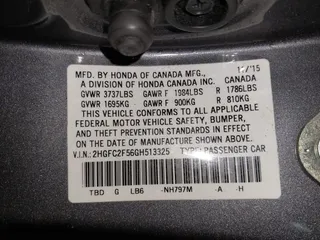 MFD. BY HONDA OF CANADA MFG.,
A DIVISION OF HONDA CANADA INC. CANADA
GVWR 3737LBS GAWR F 1984LBS R 1786LBS
GVWR 1695KG GAWR F 900KG R 810KG
THIS VEHICLE CONFORMS TO ALL APPLICABLE
FEDERAL MOTOR VEHICLE SAFETY, BUMPER,
AND THEFT PREVENTION STANDARDS IN EFFECT
ON THE DATE OF MANUFACTURE SHOWN ABOVE.
V.I.N.: 2HGFC2F56GH513325 TYPE: PASSENGER CAR
TBD G LB6 -NH797M -A -H